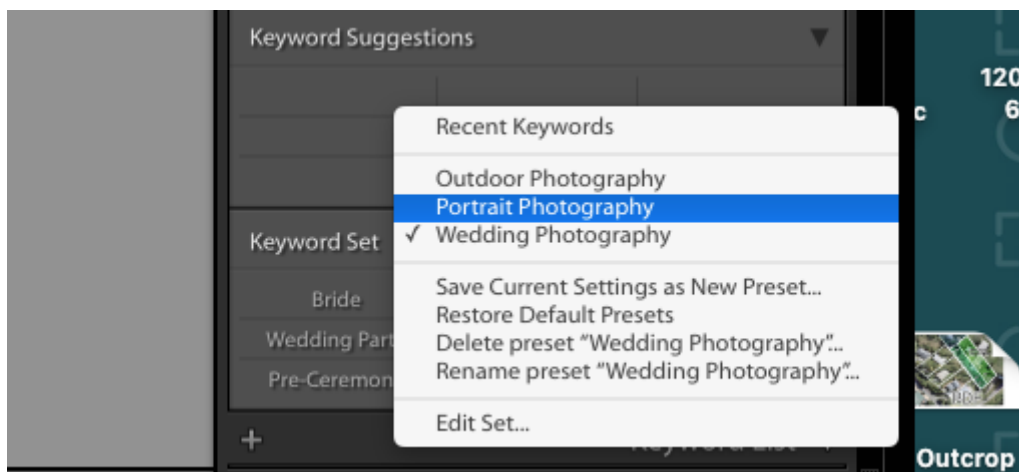 Keyword Suggestions
120
c 6
Recent Keywords
Outdoor Photography
Portrait Photography
Keyword Set
✓ Wedding Photography
Bride
Save Current Settings as New Preset...
Restore Default Presets
Wedding Part
Delete preset “Wedding Photography”...
Pre-Ceremon
Rename preset “Wedding Photography”...
Edit Set...
+ Keyword List
Outcrop